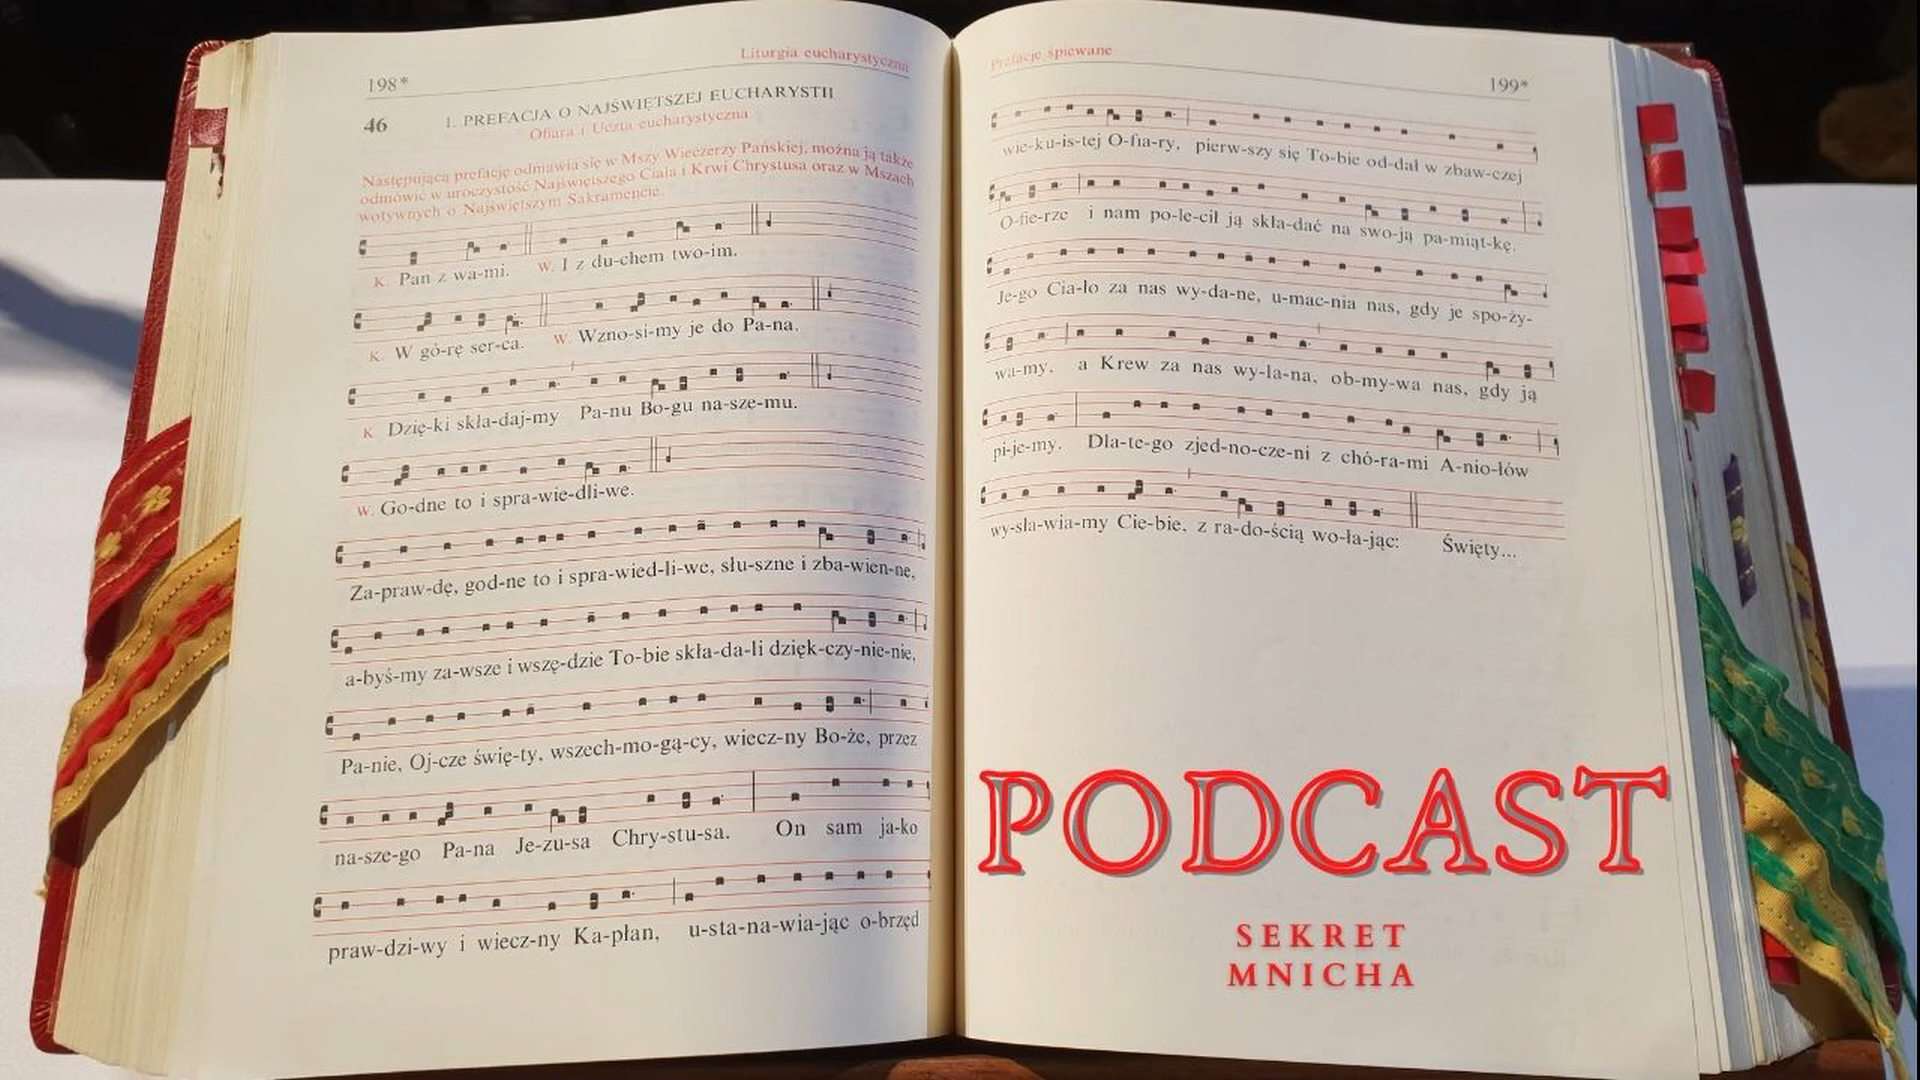 198*
Liturgia eucharystyczna
46
1. PREFACJA O NAJŚWIĘTSZEJ EUCHARYSTII
Ofiara i Uczta eucharystyczna
Następującą prefację odmawia się w Mszy Wieczerzy Pańskiej, można ją także
odmówić w uroczystość Najświętszego Ciała i Krwi Chrystusa oraz w Mszach
wotywnych o Najświętszym Sakramencie.
K. Pan z wa-mi. W. I z du-chem two-im.
K. W gó-rę ser-ca. W. Wzno-si-my je do Pa-na.
K. Dzię-ki skła-daj-my Pa-nu Bo-gu na-sze-mu.
W. Go-dne to i spra-wie-dli-we.
Za-praw-dę, god-ne to i spra-wied-li-we, słu-szne i zba-wien-ne,
a-byś-my za-wsze i wszę-dzie To-bie skła-da-li dzięk-czy-nie-nie,
Pa-nie, Oj-cze świę-ty, wszech-mo-gą-cy, wiecz-ny Bo-że, przez
na-sze-go Pa-na Je-zu-sa Chry-stu-sa. On sam ja-ko
praw-dzi-wy i wiecz-ny Ka-płan, u-sta-na-wia-jąc o-brzęd
Prefacje śpiewane
199*
wie-ku-is-tej O-fia-ry, pierw-szy się To-bie od-dał w zbaw-czej
O-fie-rze i nam po-le-cił ją skła-dać na swo-ją pa-miąt-kę.
Je-go Cia-ło za nas wy-da-ne, u-mac-nia nas, gdy je spo-ży-
wa-my, a Krew za nas wy-la-na, ob-my-wa nas, gdy ją
pi-je-my. Dla-te-go zjed-no-cze-ni z chó-ra-mi A-nio-łów
wy-sła-wia-my Cie-bie, z ra-do-ścią wo-ła-jąc: Święty...
PODCAST
SEKRET
MNICHA